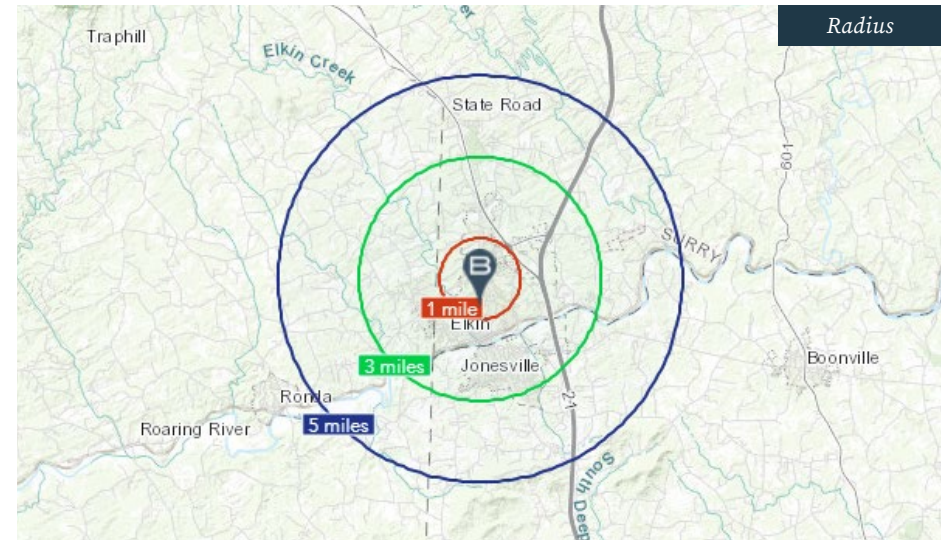 Radius
Traphill
er
Elkin Creek
State Road
601
SURRY
B
1 mile
Elkin
3 miles
Jonesville
Boonville
Ronda
21
5 miles
Roaring River
South Deep